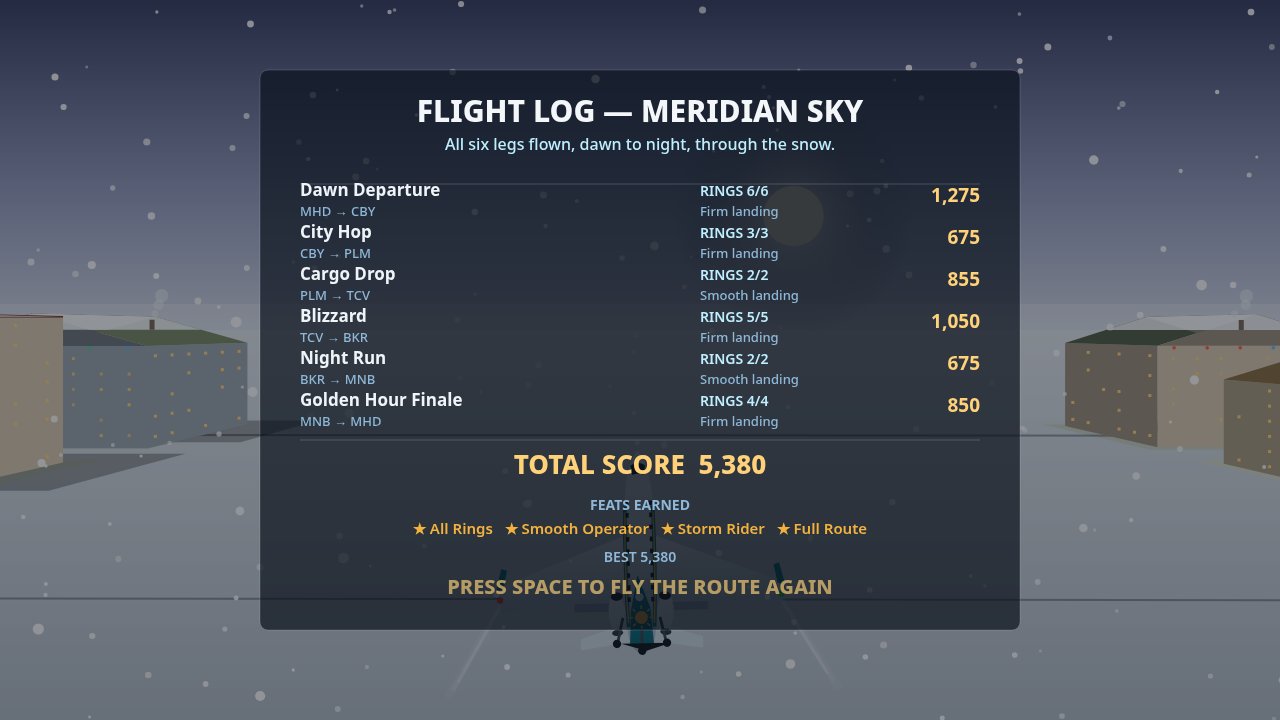 FLIGHT LOG — MERIDIAN SKY
All six legs flown, dawn to night, through the snow.
Dawn Departure RINGS 6/6 1,275
MHD → CBY Firm landing
City Hop RINGS 3/3 675
CBY → PLM Firm landing
Cargo Drop RINGS 2/2 855
PLM → TCV Smooth landing
Blizzard RINGS 5/5 1,050
TCV → BKR Firm landing
Night Run RINGS 2/2 675
BKR → MNB Smooth landing
Golden Hour Finale RINGS 4/4 850
MNB → MHD Firm landing
TOTAL SCORE 5,380
FEATS EARNED
★ All Rings ★ Smooth Operator ★ Storm Rider ★ Full Route
BEST 5,380
PRESS SPACE TO FLY THE ROUTE AGAIN